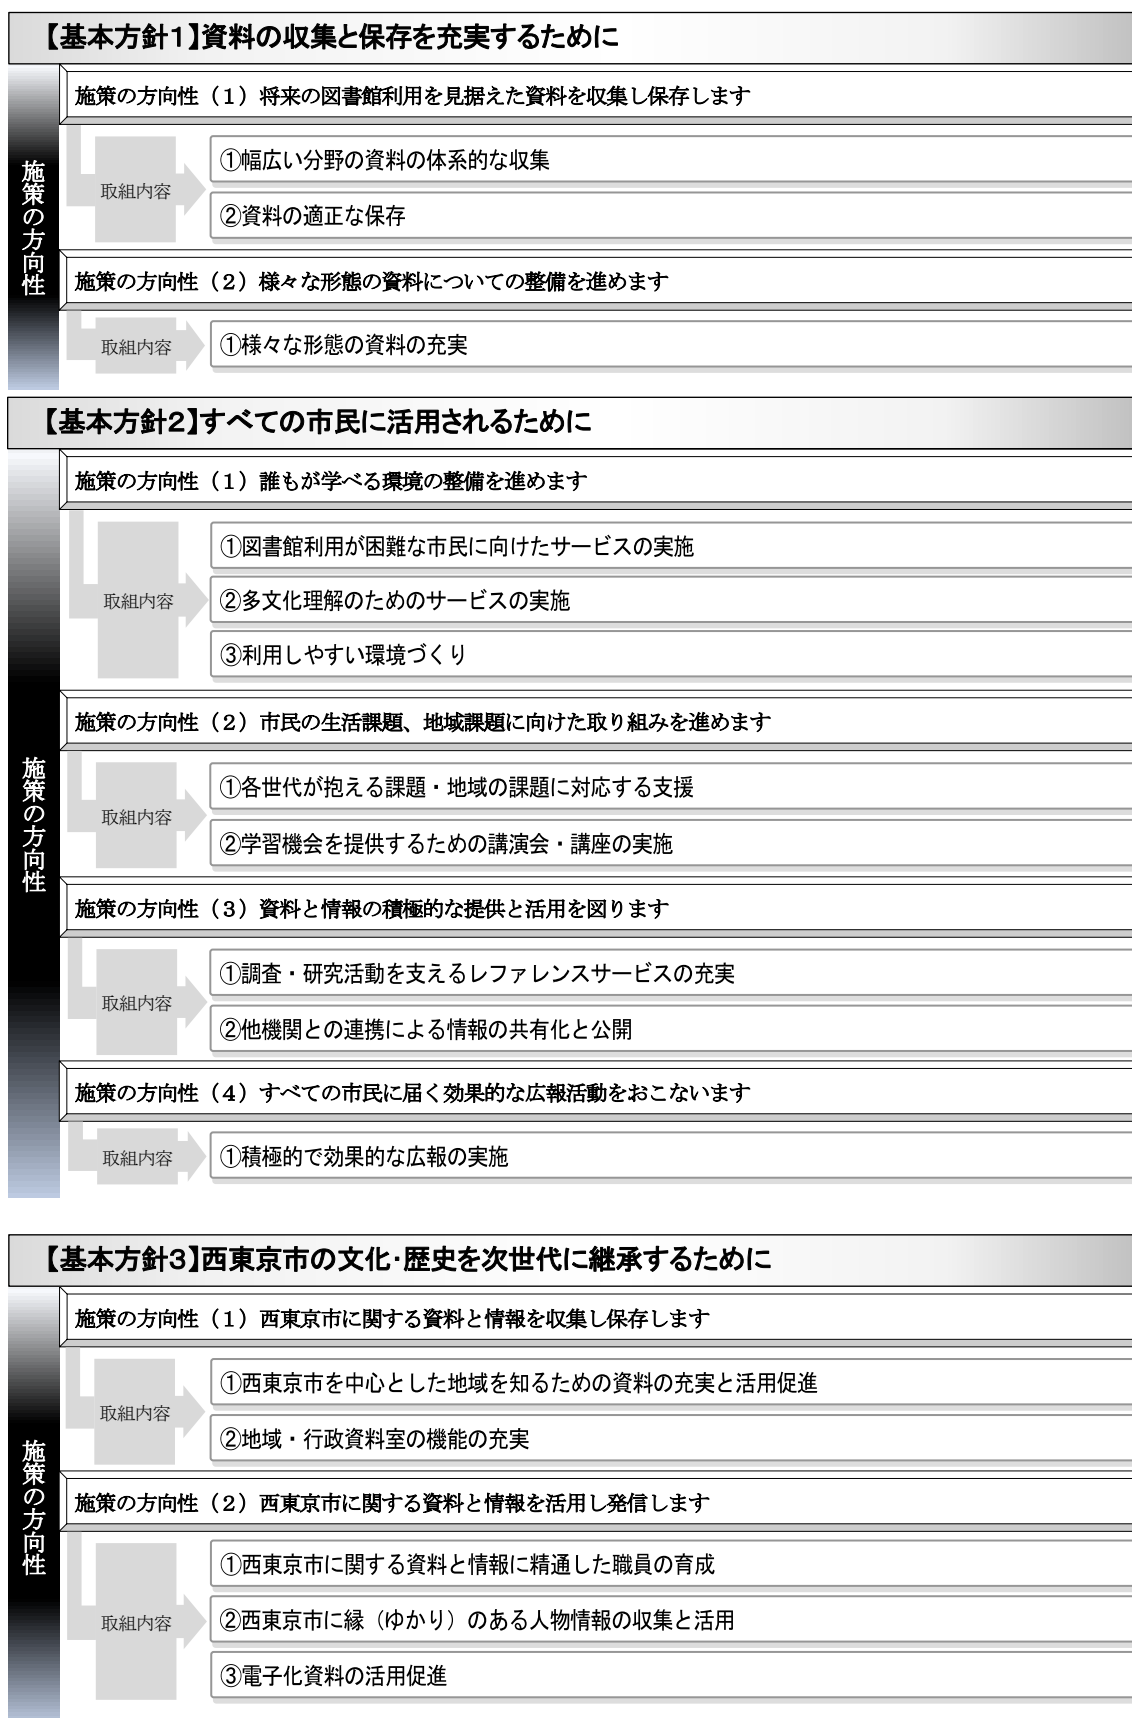 【基本方針1】資料の収集と保存を充実するために
施策の方向性
施策の方向性（１）将来の図書館利用を見据えた資料を収集し保存します
取組内容
①幅広い分野の資料の体系的な収集
②資料の適正な保存
施策の方向性（２）様々な形態の資料についての整備を進めます
取組内容
①様々な形態の資料の充実
【基本方針2】すべての市民に活用されるために
施策の方向性
施策の方向性（１）誰もが学べる環境の整備を進めます
取組内容
①図書館利用が困難な市民に向けたサービスの実施
②多文化理解のためのサービスの実施
③利用しやすい環境づくり
施策の方向性（２）市民の生活課題、地域課題に向けた取り組みを進めます
取組内容
①各世代が抱える課題・地域の課題に対応する支援
②学習機会を提供するための講演会・講座の実施
施策の方向性（３）資料と情報の積極的な提供と活用を図ります
取組内容
①調査・研究活動を支えるレファレンスサービスの充実
②他機関との連携による情報の共有化と公開
施策の方向性（４）すべての市民に届く効果的な広報活動をおこないます
取組内容
①積極的で効果的な広報の実施
【基本方針3】西東京市の文化・歴史を次世代に継承するために
施策の方向性
施策の方向性（１）西東京市に関する資料と情報を収集し保存します
取組内容
①西東京市を中心とした地域を知るための資料の充実と活用促進
②地域・行政資料室の機能の充実
施策の方向性（２）西東京市に関する資料と情報を活用し発信します
取組内容
①西東京市に関する資料と情報に精通した職員の育成
②西東京市に縁（ゆかり）のある人物情報の収集と活用
③電子化資料の活用促進